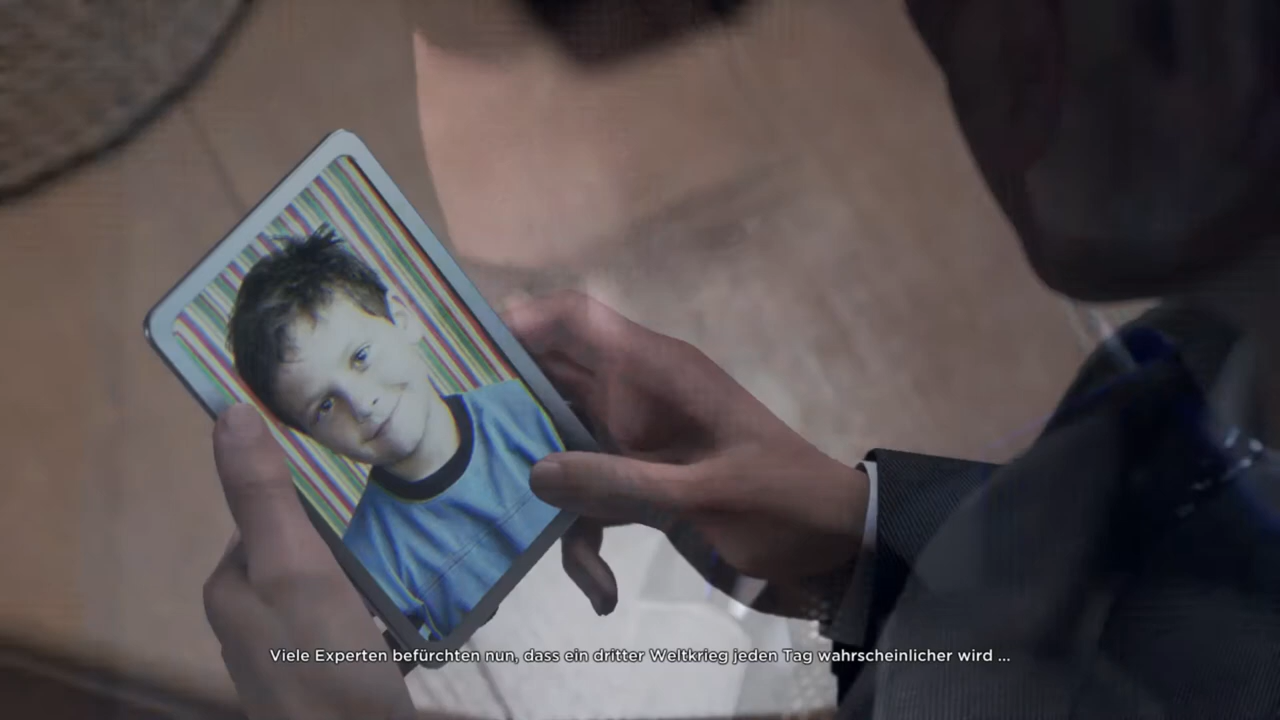 Viele Experten befürchten nun, dass ein dritter Weltkrieg jeden Tag wahrscheinlicher wird ...